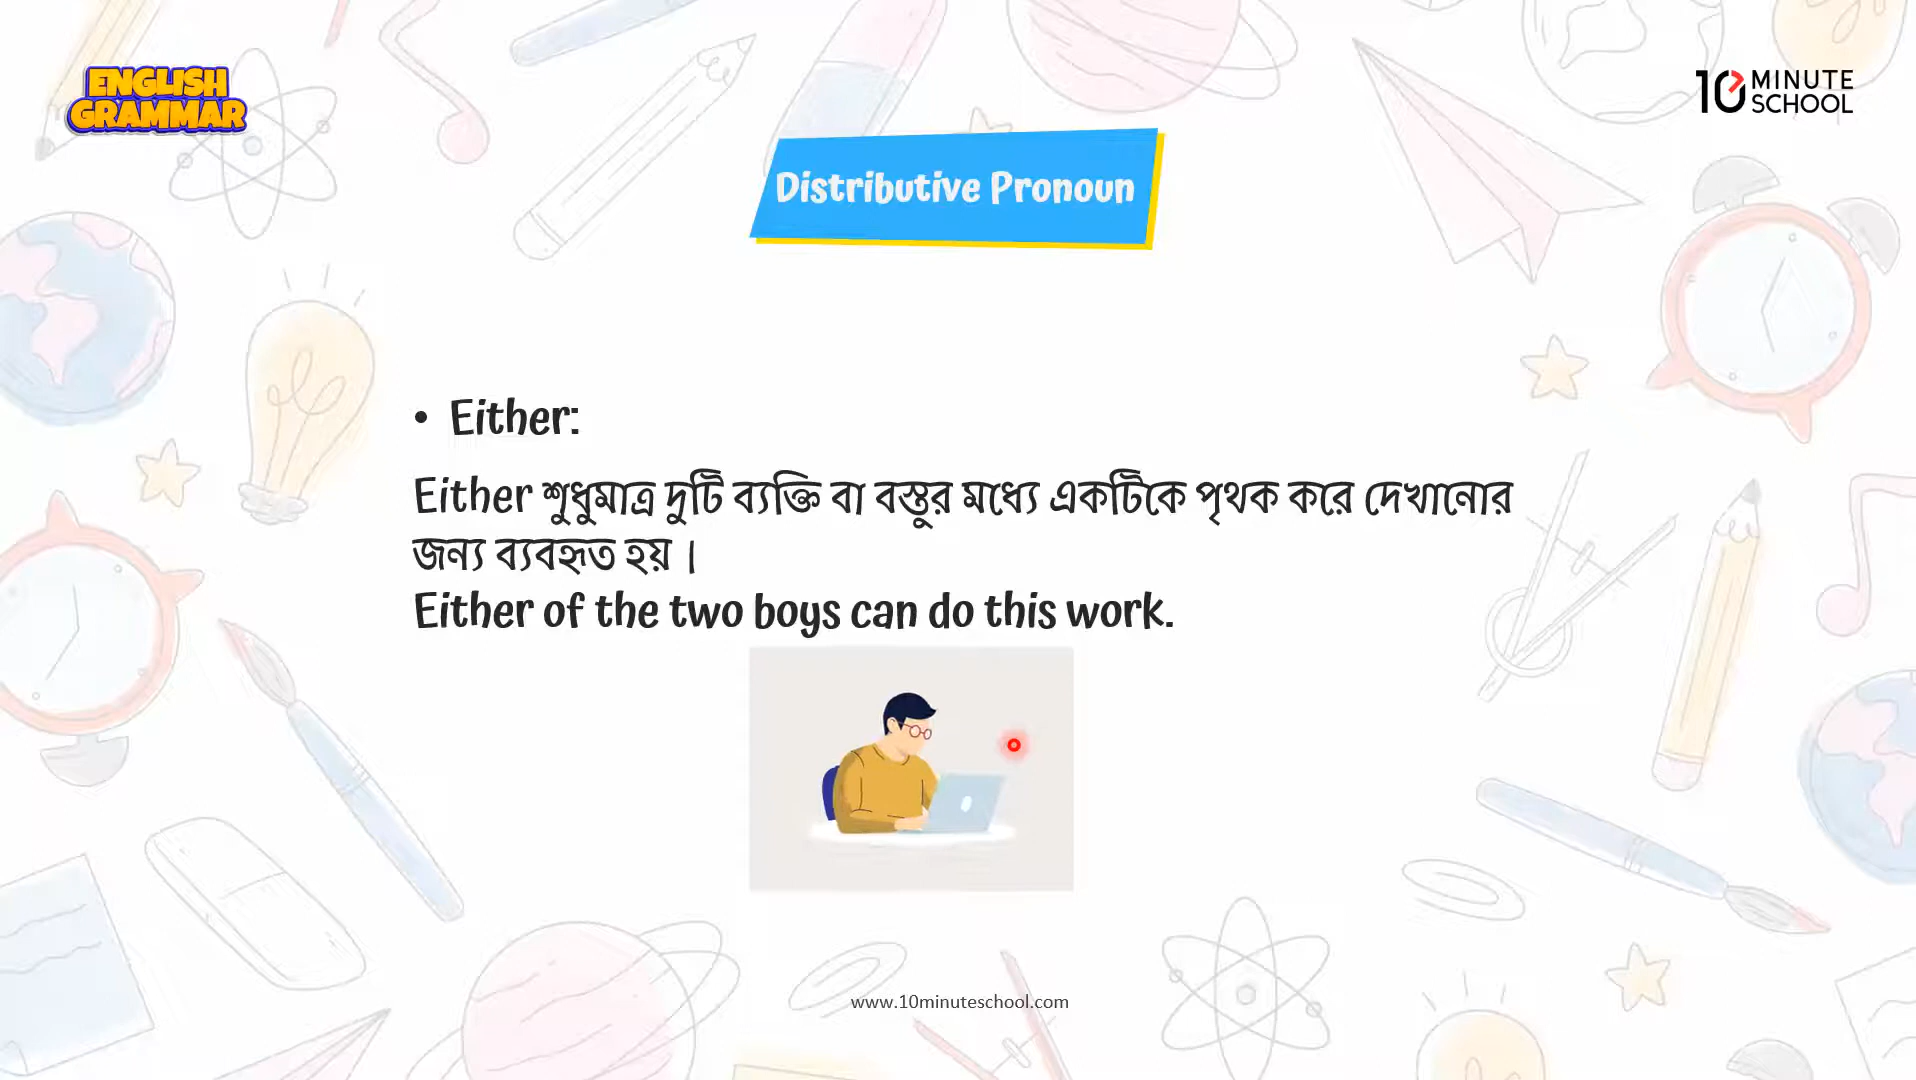 ENGLISH
GRAMMAR
10 MINUTE
SCHOOL
Distributive Pronoun
• Either:
Either শুধুমাত্র দুটি ব্যক্তি বা বস্তুর মধ্যে একটিকে পৃথক করে দেখানোর
জন্য ব্যবহৃত হয় ।
Either of the two boys can do this work.
www.10minuteschool.com